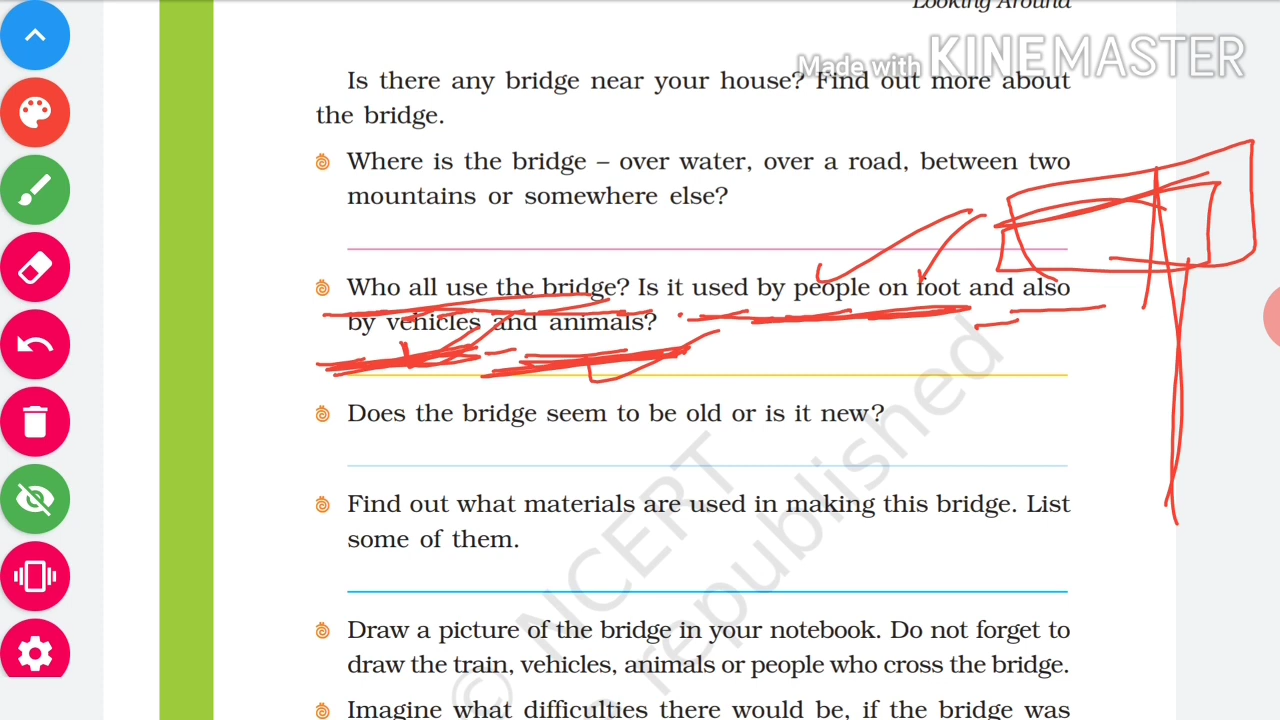 Looking Around
Made with KINEMASTER
Is there any bridge near your house? Find out more about
the bridge.
Where is the bridge – over water, over a road, between two
mountains or somewhere else?
Who all use the bridge? Is it used by people on foot and also
by vehicles and animals?
Does the bridge seem to be old or is it new?
Find out what materials are used in making this bridge. List
some of them.
Draw a picture of the bridge in your notebook. Do not forget to
draw the train, vehicles, animals or people who cross the bridge.
Imagine what difficulties there would be, if the bridge was
© NCERT
republished